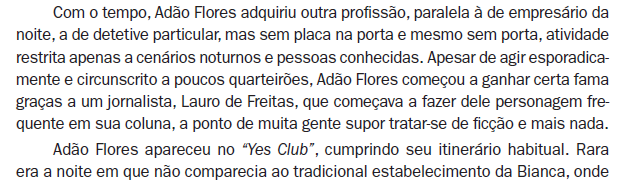 Com o tempo, Adão Flores adquiriu outra profissão, paralela à de empresário da
noite, a de detetive particular, mas sem placa na porta e mesmo sem porta, atividade
restrita apenas a cenários noturnos e pessoas conhecidas. Apesar de agir esporadica-
mente e circunscrito a poucos quarteirões, Adão Flores começou a ganhar certa fama
graças a um jornalista, Lauro de Freitas, que começava a fazer dele personagem fre-
quente em sua coluna, a ponto de muita gente supor tratar-se de ficção e mais nada.
Adão Flores apareceu no “Yes Club”, cumprindo seu itinerário habitual. Rara
era a noite em que não comparecia ao tradicional estabelecimento da Bianca, onde